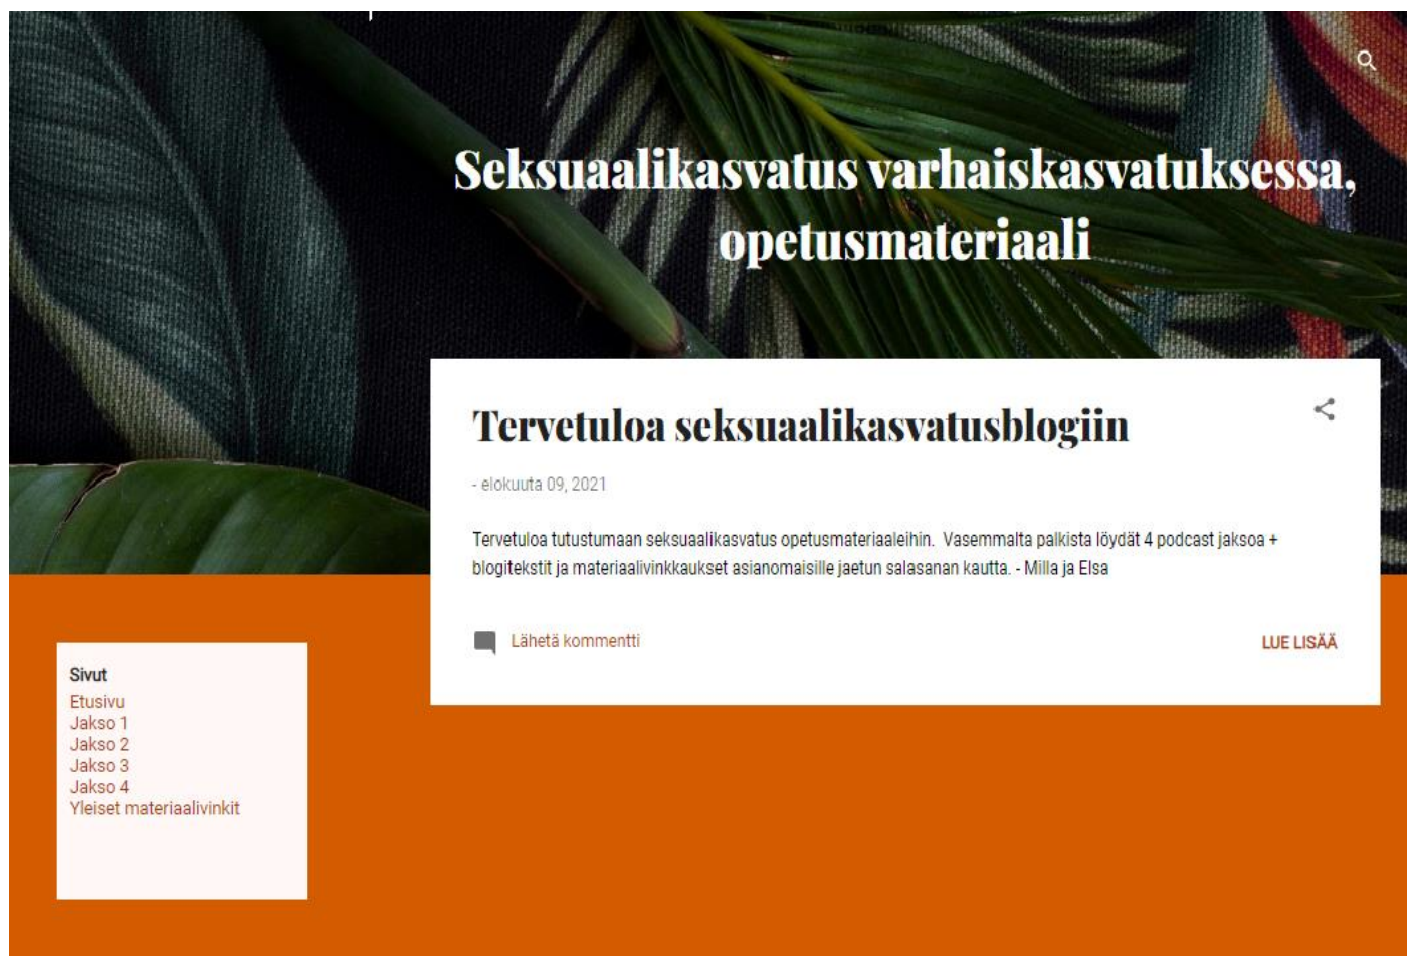 Seksuaalikasvatus varhaiskasvatuksessa,
opetusmateriaali
Tervetuloa seksuaalikasvatusblogiin
- elokuuta 09, 2021
Tervetuloa tutustumaan seksuaalikasvatus opetusmateriaaleihin. Vasemmalta palkista löydät 4 podcast jaksoa +
blogitekstit ja materiaalivinkkaukset asianomaisille jaetun salasanan kautta. - Milla ja Elsa
Lähetä kommentti
LUE LISÄÄ
Sivut
Etusivu
Jakso 1
Jakso 2
Jakso 3
Jakso 4
Yleiset materiaalivinkit